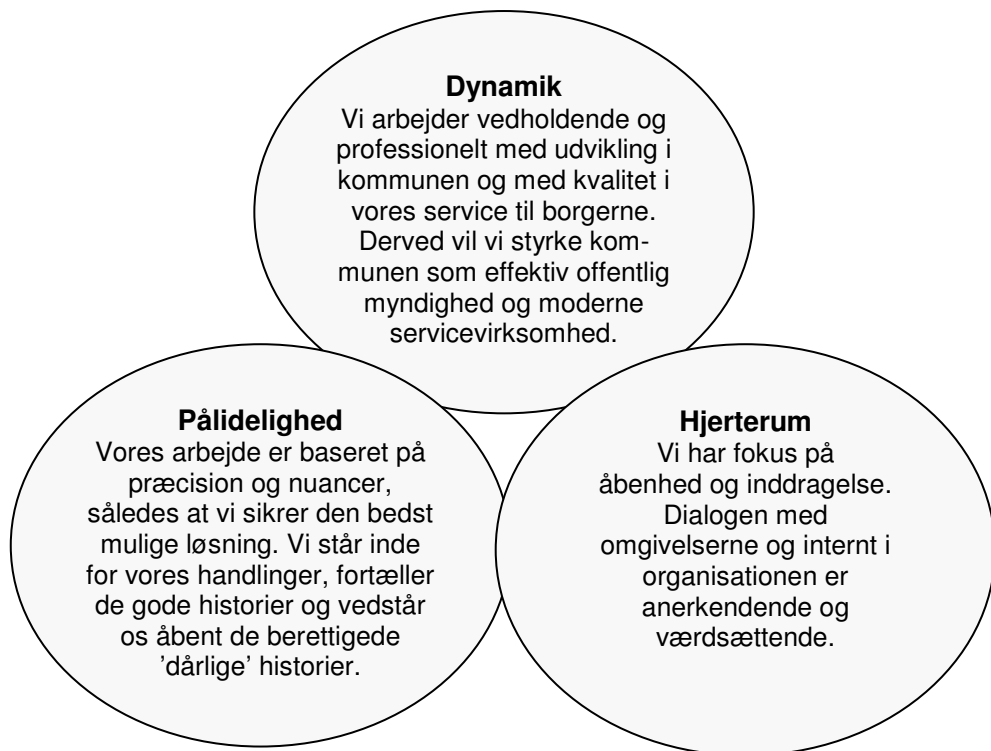 Dynamik
Vi arbejder vedholdende og
professionelt med udvikling i
kommunen og med kvalitet i
vores service til borgerne.
Derved vil vi styrke kom-
munen som effektiv offentlig
myndighed og moderne
servicevirksomhed.
Pålidelighed
Vores arbejde er baseret på
præcision og nuancer,
således at vi sikrer den bedst
mulige løsning. Vi står inde
for vores handlinger, fortæller
de gode historier og vedstår
os åbent de berettigede
’dårlige’ historier.
Hjerterum
Vi har fokus på
åbenhed og inddragelse.
Dialogen med
omgivelserne og internt i
organisationen er
anerkendende og
værdsættende.